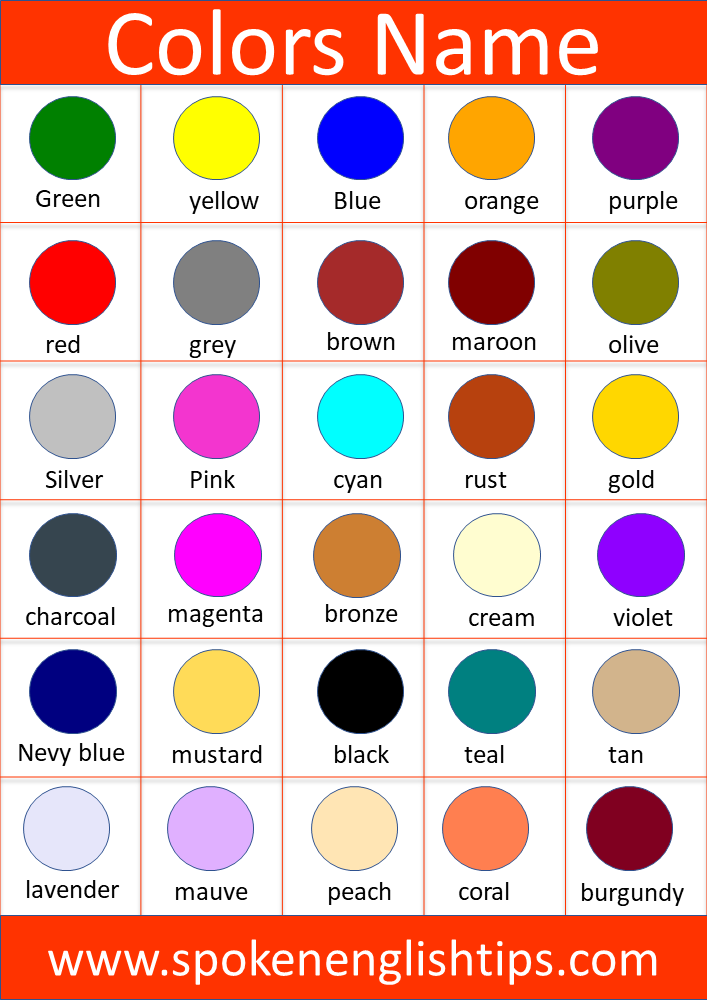 Colors Name
Green yellow Blue orange purple
red grey brown maroon olive
Silver Pink cyan rust gold
charcoal magenta bronze cream violet
Nevy blue mustard black teal tan
lavender mauve peach coral burgundy
www.spokenenglishtips.com